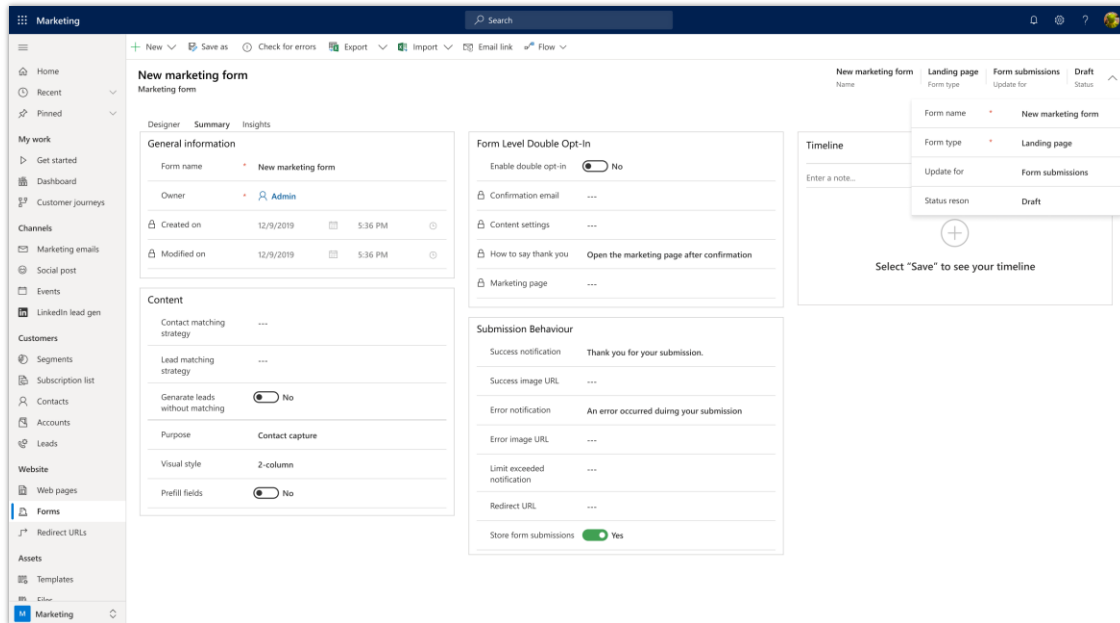 Marketing
Search
?
New
Save as
Check for errors
Export
Import
Email link
Flow
Home
Recent
Pinned
My work
Get started
Dashboard
Customer journeys
Channels
Marketing emails
Social post
Events
LinkedIn lead gen
Customers
Segments
Subscription list
Contacts
Accounts
Leads
Website
Web pages
Forms
Redirect URLs
Assets
Templates
Files
M Marketing
New marketing form
Marketing form
New marketing form
Name
Landing page
Form type
Form submissions
Update for
Draft
Status
Designer Summary Insights
General information
Form name * New marketing form
Owner * Admin
Created on 12/9/2019 5:36 PM
Modified on 12/9/2019 5:36 PM
Content
Contact matching
strategy
---
Lead matching
strategy
---
Genarate leads
without matching
No
Purpose Contact capture
Visual style 2-column
Prefill fields No
Form Level Double Opt-In
Enable double opt-in No
Confirmation email ---
Content settings ---
How to say thank you Open the marketing page after confirmation
Marketing page ---
Submission Behaviour
Success notification Thank you for your submission.
Success image URL ---
Error notification An error occurred duirng your submission
Error image URL ---
Limit exceeded
notification
---
Redirect URL ---
Store form submissions Yes
Timeline
Enter a note...
Select “Save” to see your timeline
Form name * New marketing form
Form type * Landing page
Update for Form submissions
Status reson Draft